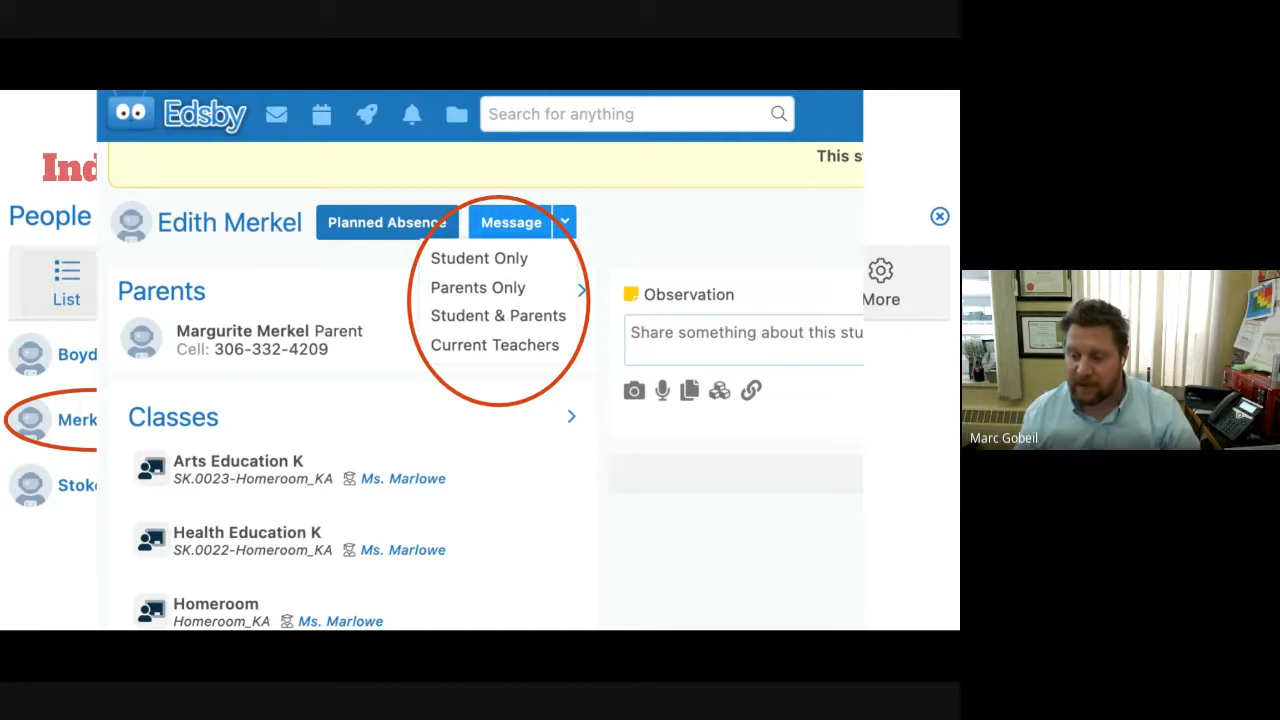 Edsby
Search for anything
This s
Ind
People
Edith Merkel
Planned Absence
Message
Student Only
Parents Only
Student & Parents
Current Teachers
List
More
Parents
Margurite Merkel Parent
Cell: 306-332-4209
Observation
Share something about this stu
Boyd
Merk
Stok
Classes
Arts Education K
SK.0023-Homeroom_KA Ms. Marlowe
Health Education K
SK.0022-Homeroom_KA Ms. Marlowe
Homeroom
Homeroom_KA Ms. Marlowe
Marc Gobeil